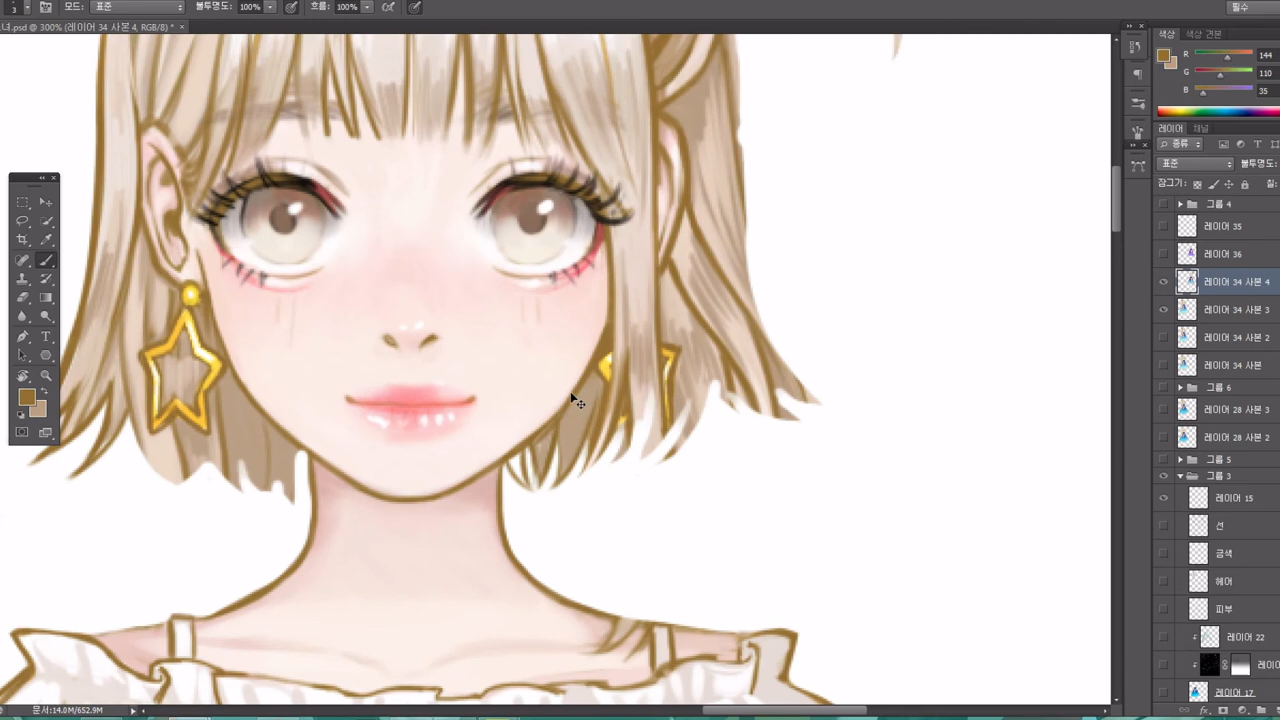 3
모드:
표준
불투명도:
100%
흐름:
100%
필수
녀.psd @ 300% (레이어 34 사본 4, RGB/8) *
색상
색상 견본
R
144
G
110
B
35
레이어
채널
종류
표준
불투명도:
잠그기:
칠:
그룹 4
레이어 35
레이어 36
레이어 34 사본 4
레이어 34 사본 3
레이어 34 사본 2
레이어 34 사본
그룹 6
레이어 28 사본 3
레이어 28 사본 2
그룹 5
그룹 3
레이어 15
선
금색
헤어
피부
레이어 22
레이어
레이어 17
문서:14.0M/652.9M